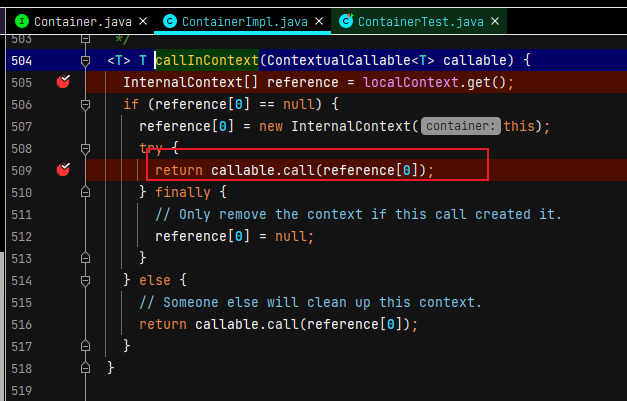 Container.java × ContainerImpl.java × ContainerTest.java ×
503 */
504 <T> T callInContext(ContextualCallable<T> callable) {
505 InternalContext[] reference = localContext.get();
506 if (reference[0] == null) {
507 reference[0] = new InternalContext( container: this);
508 try {
509 return callable.call(reference[0]);
510 } finally {
511 // Only remove the context if this call created it.
512 reference[0] = null;
513 }
514 } else {
515 // Someone else will clean up this context.
516 return callable.call(reference[0]);
517 }
518 }
519